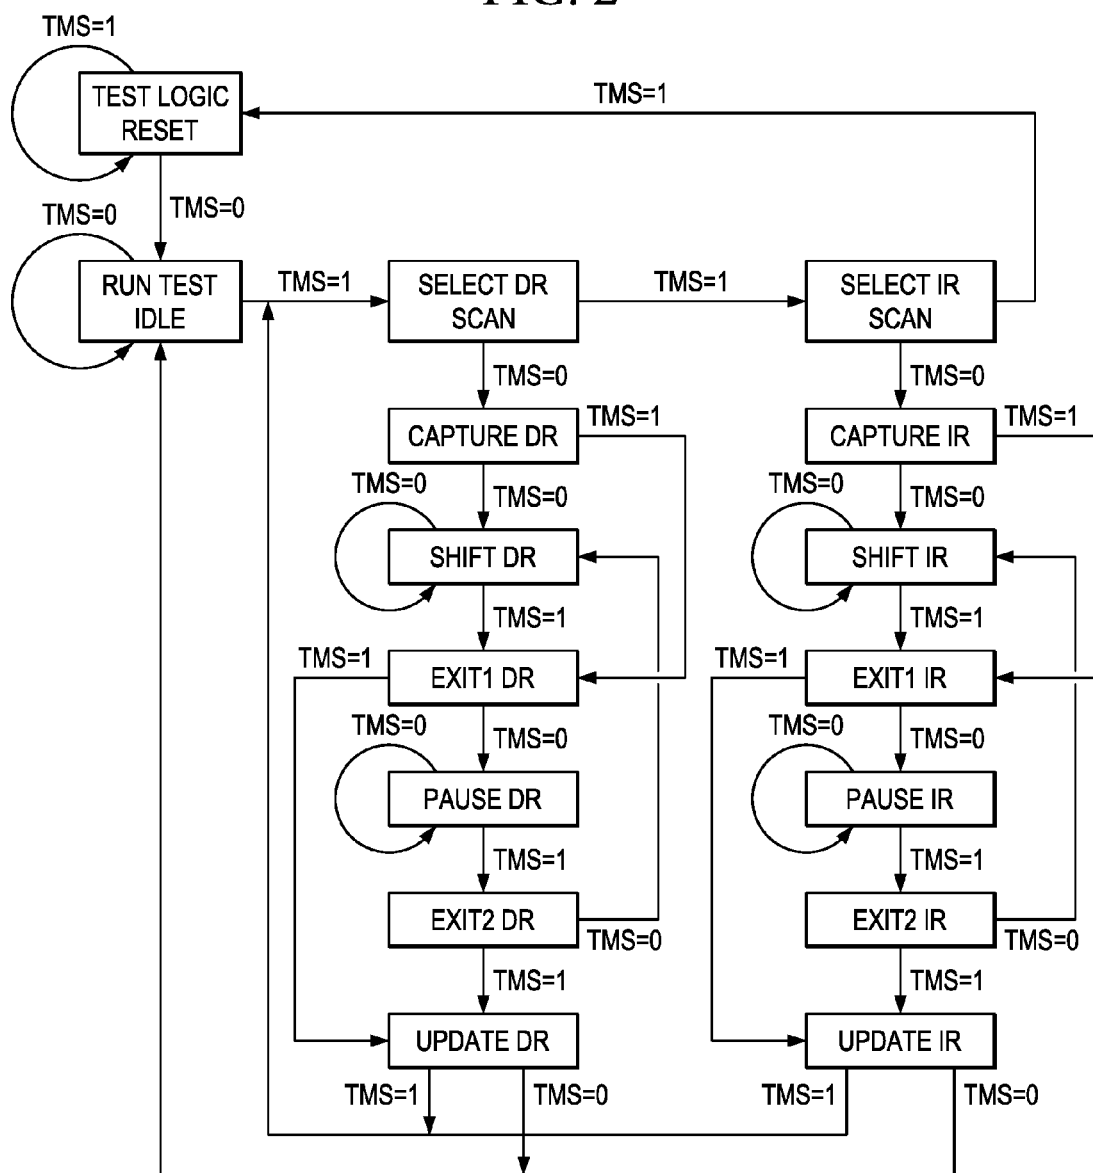 FIG. 2
TMS=1
TEST LOGIC
RESET
TMS=1
TMS=0
TMS=0
RUN TEST
IDLE
TMS=1
SELECT DR
SCAN
TMS=1
SELECT IR
SCAN
TMS=0
TMS=0
CAPTURE DR
TMS=1
CAPTURE IR
TMS=1
TMS=0
TMS=0
TMS=0
TMS=0
SHIFT DR
SHIFT IR
TMS=1
TMS=1
TMS=1
EXIT1 DR
TMS=1
EXIT1 IR
TMS=0
TMS=0
TMS=0
TMS=0
PAUSE DR
PAUSE IR
TMS=1
TMS=1
EXIT2 DR
TMS=0
EXIT2 IR
TMS=0
TMS=1
TMS=1
UPDATE DR
UPDATE IR
TMS=1
TMS=0
TMS=1
TMS=0